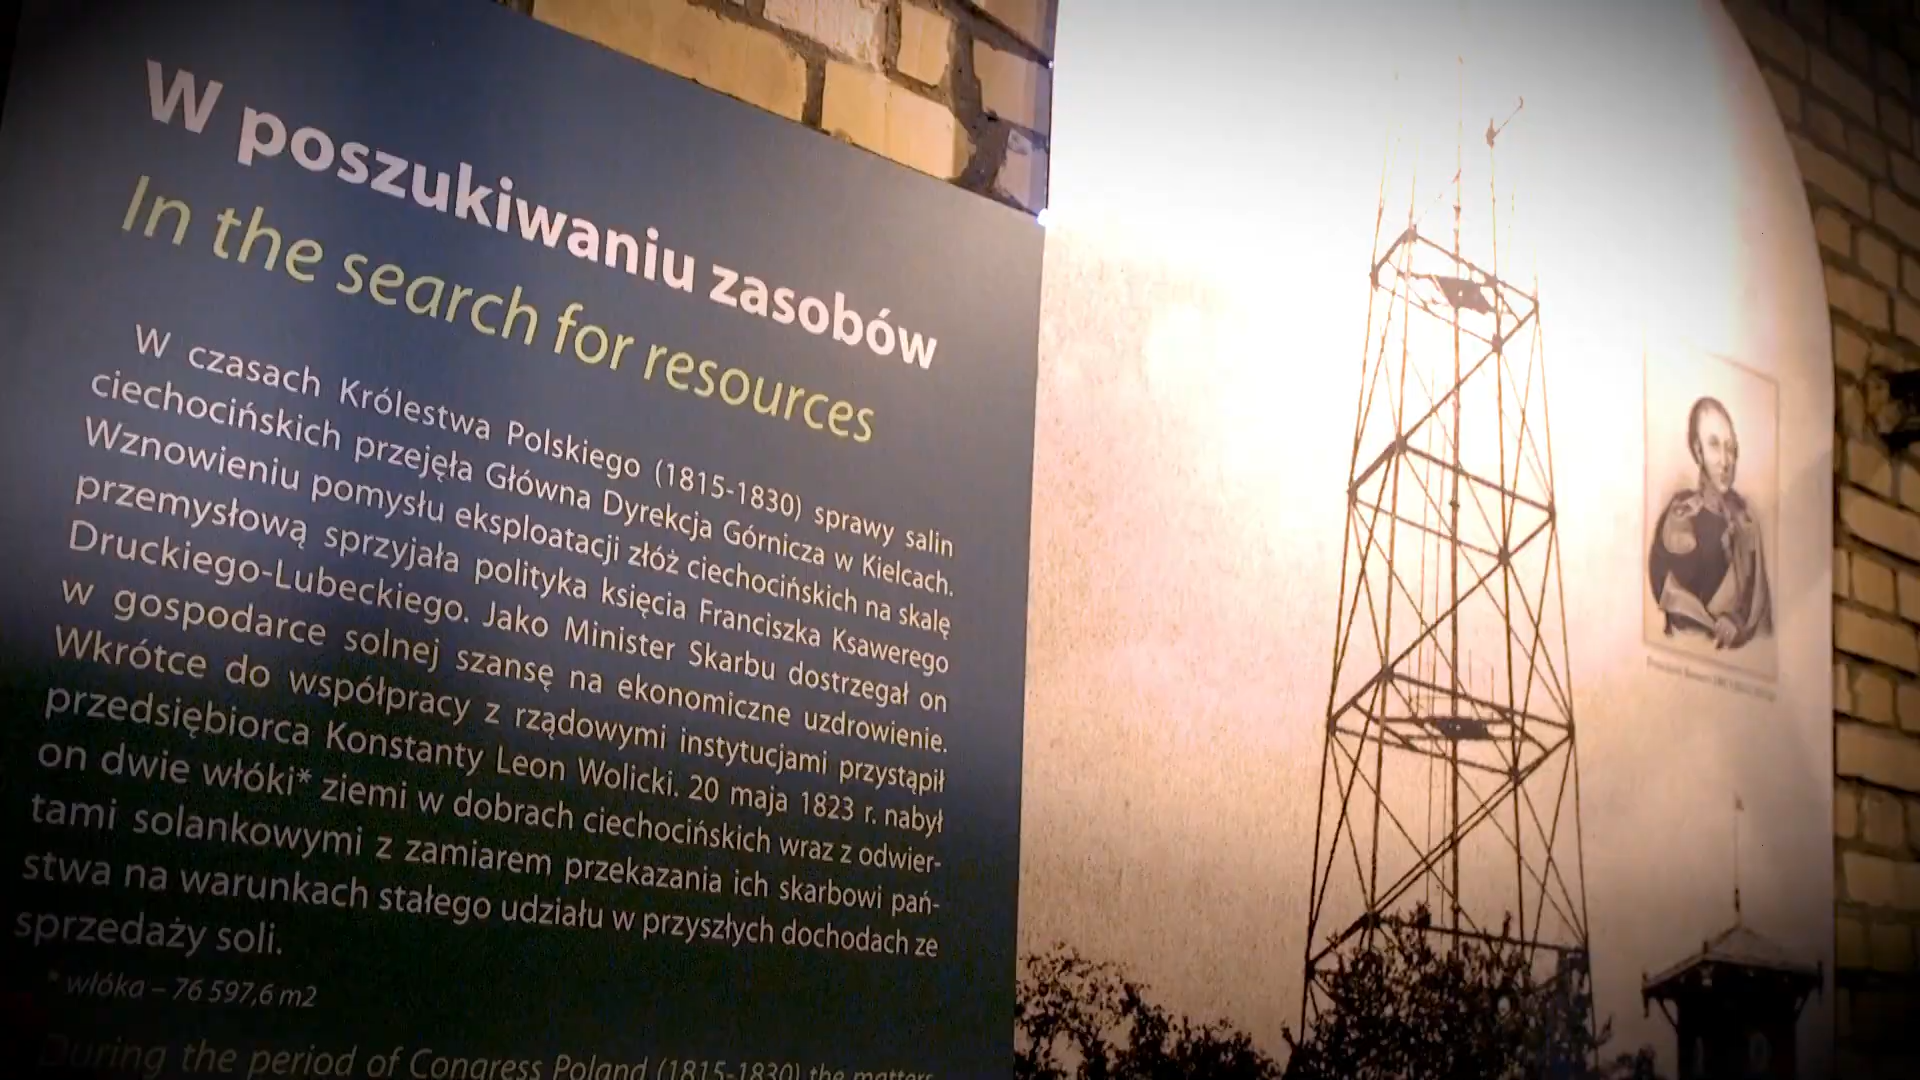 W poszukiwaniu zasobów
In the search for resources
W czasach Królestwa Polskiego (1815-1830) sprawy salin
ciechocińskich przejęła Główna Dyrekcja Górnicza w Kielcach.
Wznowieniu pomysłu eksploatacji złóż ciechocińskich na skalę
przemysłową sprzyjała polityka księcia Franciszka Ksawerego
Druckiego-Lubeckiego. Jako Minister Skarbu dostrzegał on
w gospodarce solnej szansę na ekonomiczne uzdrowienie.
Wkrótce do współpracy z rządowymi instytucjami przystąpił
przedsiębiorca Konstanty Leon Wolicki. 20 maja 1823 r. nabył
on dwie włóki* ziemi w dobrach ciechocińskich wraz z odwier-
tami solankowymi z zamiarem przekazania ich skarbowi pań-
stwa na warunkach stałego udziału w przyszłych dochodach ze
sprzedaży soli.
* włóka – 76 597,6 m2
During the period of Congress Poland (1815-1830) the matters